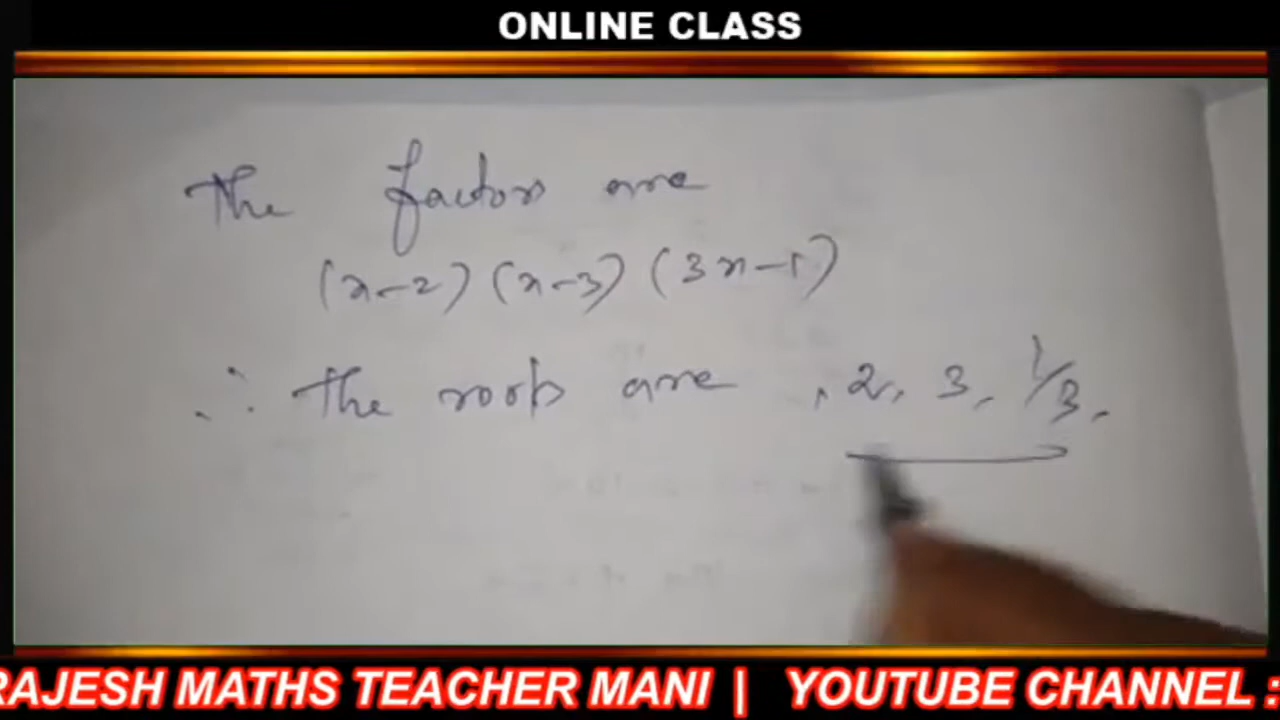 ONLINE CLASS
The factors are
(x-2) (x-3) (3x-1)
∴ The roots are , 2, 3, 1/3,
RAJESH MATHS TEACHER MANI | YOUTUBE CHANNEL :